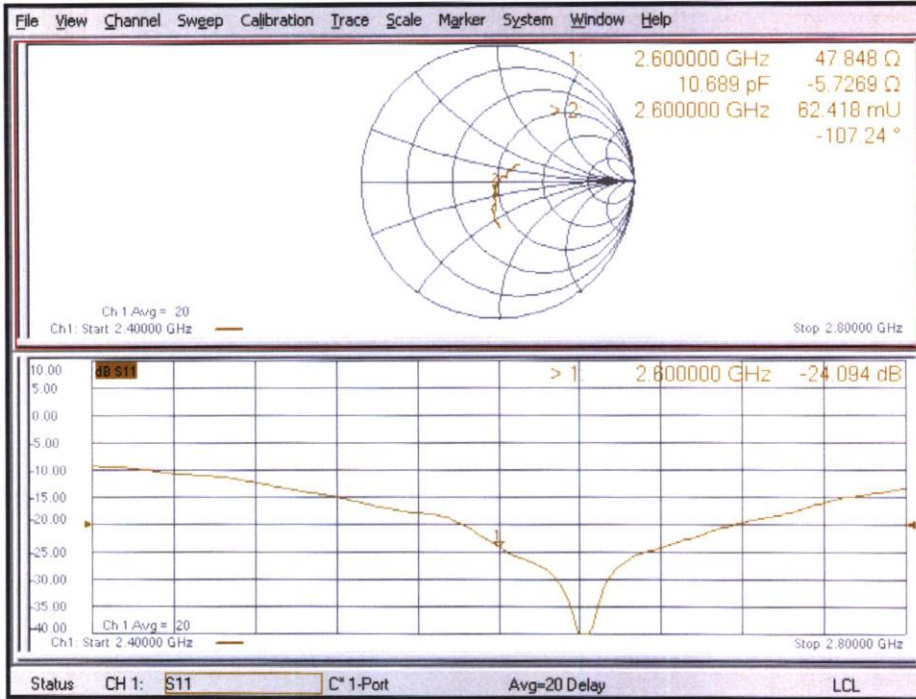 File View Channel Sweep Calibration Trace Scale Marker System Window Help
1: 2.600000 GHz 47.848 Ω
10.689 pF -5.7269 Ω
> 2: 2.600000 GHz 62.418 mU
-107.24 °
Ch 1 Avg = 20
Ch1: Start 2.40000 GHz Stop 2.80000 GHz
10.00 dB S11 > 1: 2.600000 GHz -24.094 dB
5.00
0.00
-5.00
-10.00
-15.00
-20.00
-25.00
-30.00
-35.00
-40.00
1
Ch 1 Avg = 20
Ch1: Start 2.40000 GHz Stop 2.80000 GHz
Status CH 1: S11 C* 1-Port Avg=20 Delay LCL